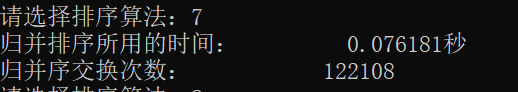 请选择排序算法：7
归并排序所用的时间：          0.076181秒
归并序交换次数：            122108